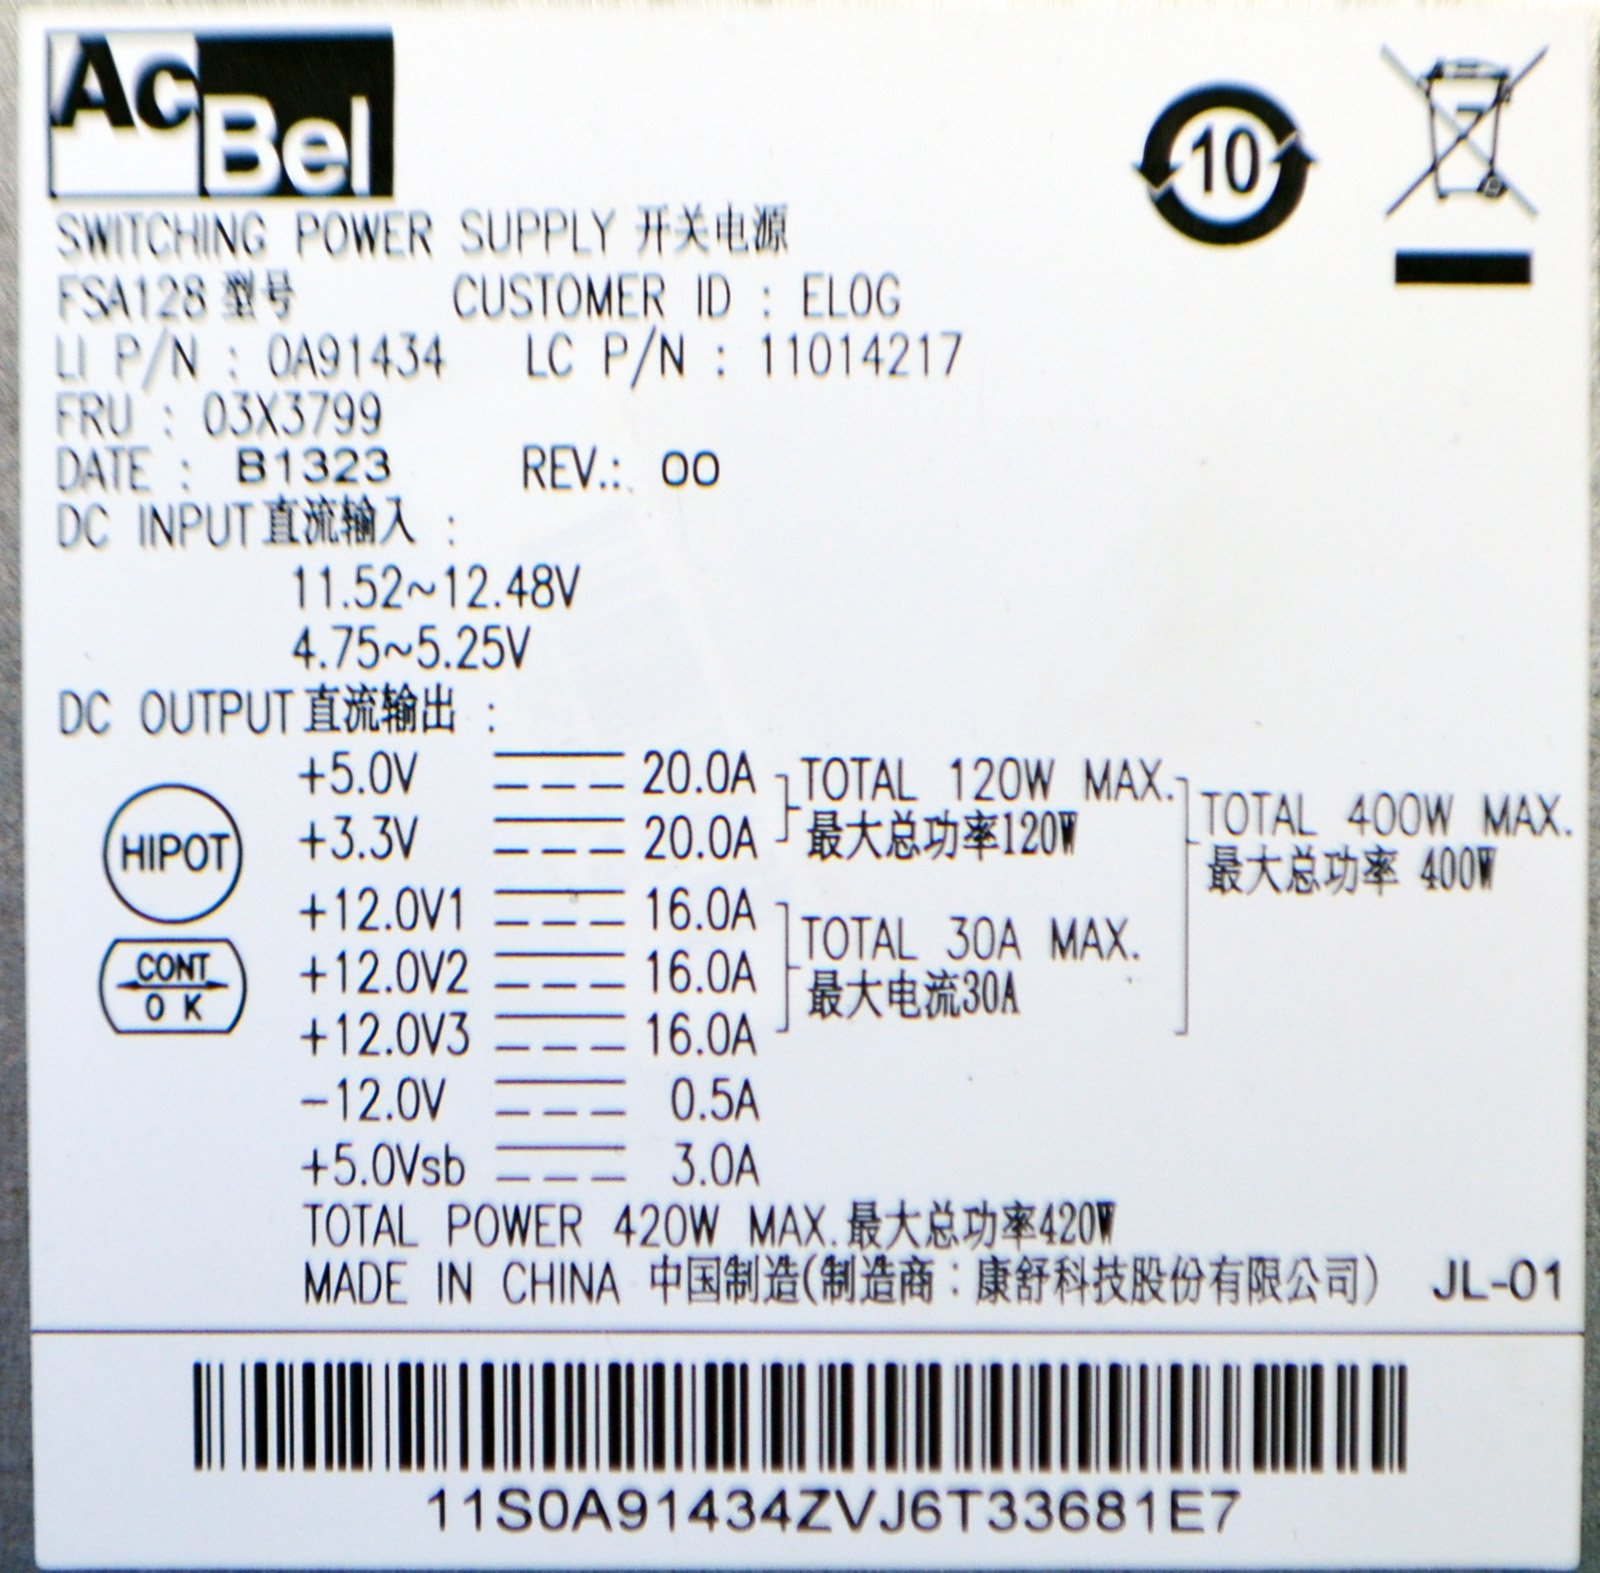 AcBel
10
SWITCHING POWER SUPPLY 开关电源
FSA128 型号 CUSTOMER ID : ELOG
LI P/N : 0A91434 LC P/N : 11014217
FRU : 03X3799
DATE : B1323 REV.: 00
DC INPUT 直流输入 :
11.52~12.48V
4.75~5.25V
DC OUTPUT 直流输出 :
+5.0V 20.0A TOTAL 120W MAX. TOTAL 400W MAX.
+3.3V 20.0A 最大总功率120W 最大总功率 400W
HIPOT
+12.0V1 16.0A TOTAL 30A MAX.
+12.0V2 16.0A 最大电流30A
CONT
OK
+12.0V3 16.0A
-12.0V 0.5A
+5.0Vsb 3.0A
TOTAL POWER 420W MAX. 最大总功率420W
MADE IN CHINA 中国制造(制造商:康舒科技股份有限公司) JL-01
11S0A91434ZVJ6T33681E7